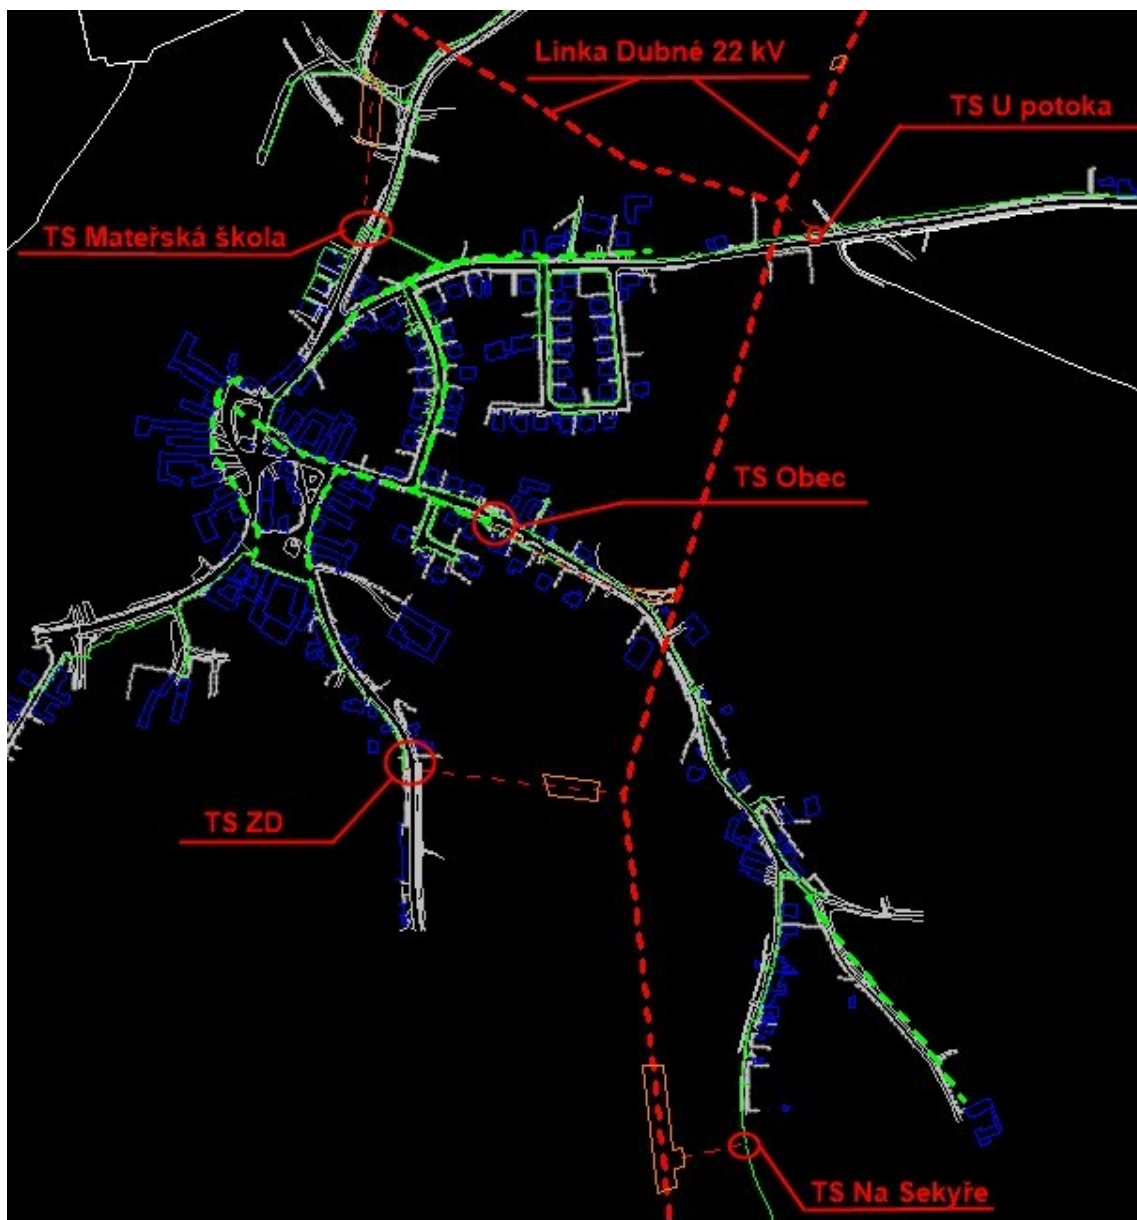 Linka Dubné 22 kV
TS U potoka
TS Mateřská škola
TS Obec
TS ZD
TS Na Sekyře